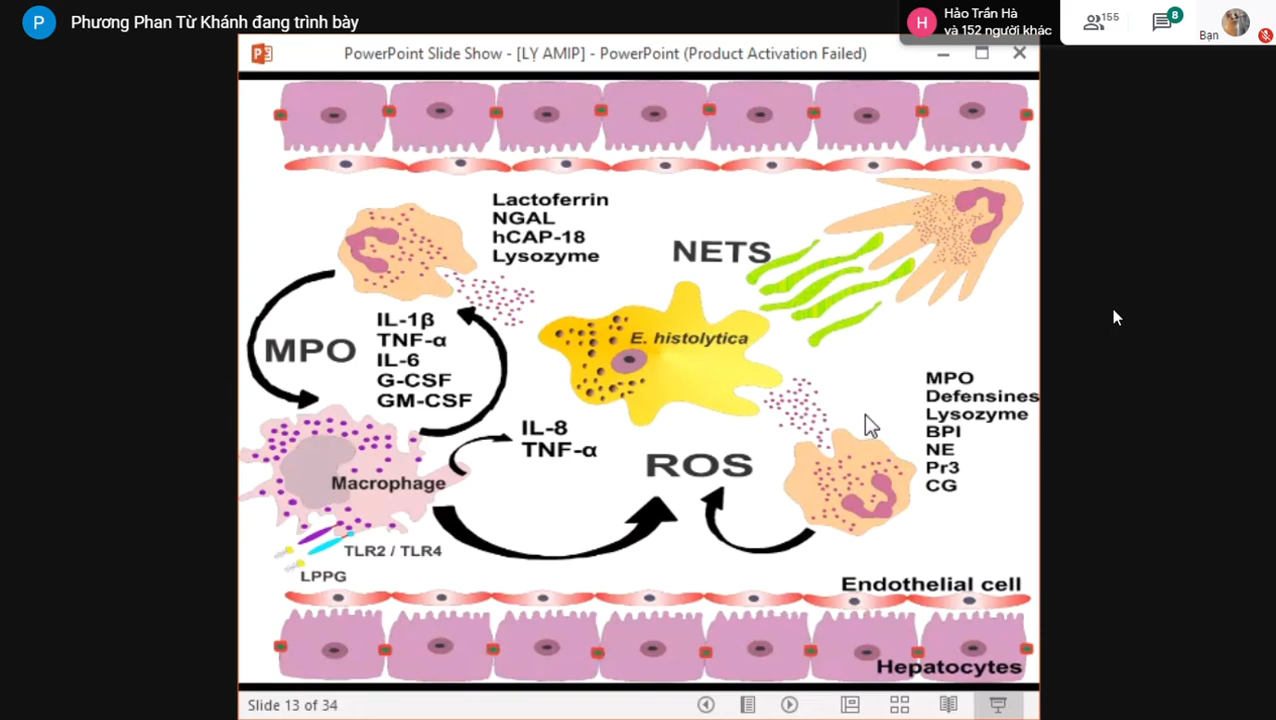 P
Phương Phan Từ Khánh đang trình bày
H
Hảo Trần Hà
và 152 người khác
155
8
Bạn
PowerPoint Slide Show - [LỴ AMIP] - PowerPoint (Product Activation Failed)
Lactoferrin
NGAL
hCAP-18
Lysozyme
NETS
MPO
IL-1β
TNF-α
IL-6
G-CSF
GM-CSF
E. histolytica
MPO
Defensines
Lysozyme
BPI
NE
Pr3
CG
IL-8
TNF-α
ROS
Macrophage
TLR2 / TLR4
LPPG
Endothelial cell
Hepatocytes
Slide 13 of 34